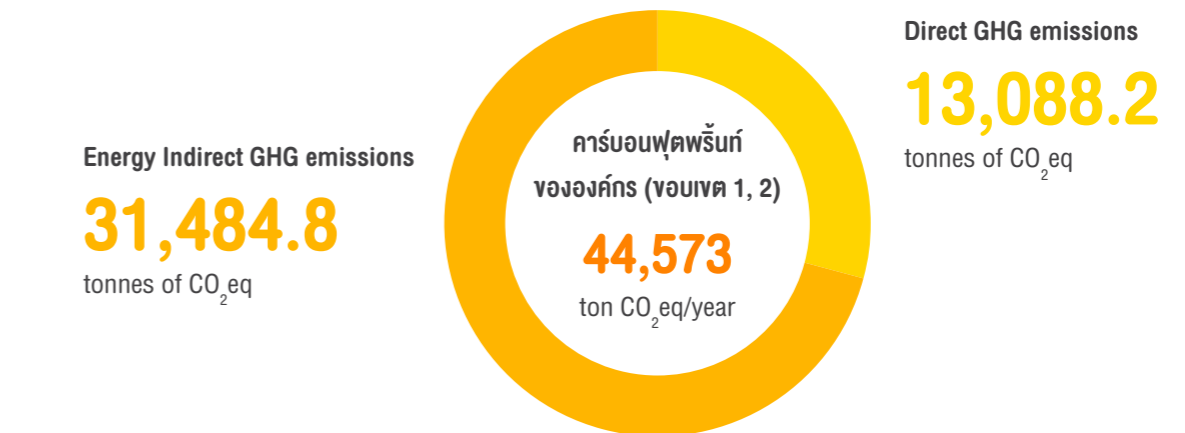 Energy Indirect GHG emissions
31,484.8
tonnes of CO₂eq
คาร์บอนฟุตพริ้นท์
ขององค์กร (ขอบเขต 1, 2)
44,573
ton CO₂eq/year
Direct GHG emissions
13,088.2
tonnes of CO₂eq